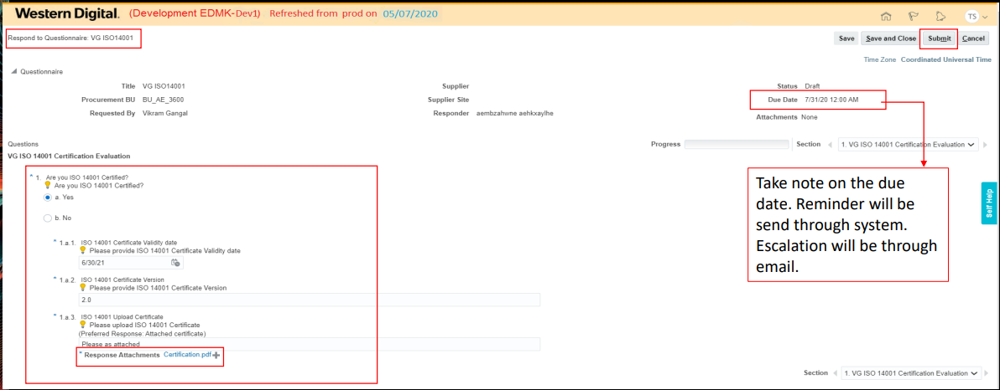 Western Digital. (Development EDMK-Dev1) Refreshed from prod on 05/07/2020
TS
Respond to Questionnaire: VG ISO14001
Save Save and Close Submit Cancel
Time Zone Coordinated Universal Time
Questionnaire
Title VG ISO14001 Supplier Status Draft
Procurement BU BU_AE_3600 Supplier Site Due Date 7/31/20 12:00 AM
Requested By Vikram Gangal Responder aembzahwne aehkxaylhe Attachments None
Questions Progress Section 1. VG ISO 14001 Certification Evaluation
VG ISO 14001 Certification Evaluation
* 1. Are you ISO 14001 Certified?
Are you ISO 14001 Certified?
a. Yes
b. No
* 1.a.1. ISO 14001 Certificate Validity date
Please provide ISO 14001 Certificate Validity date
6/30/21
* 1.a.2. ISO 14001 Certificate Version
Please provide ISO 14001 Certificate Version
2.0
* 1.a.3. ISO 14001 Upload Certificate
Please upload ISO 14001 Certificate
(Preferred Response: Attached certificate)
Please as attached
* Response Attachments Certification.pdf
Take note on the due
date. Reminder will be
send through system.
Escalation will be through
email.
Self Help
Section 1. VG ISO 14001 Certification Evaluation